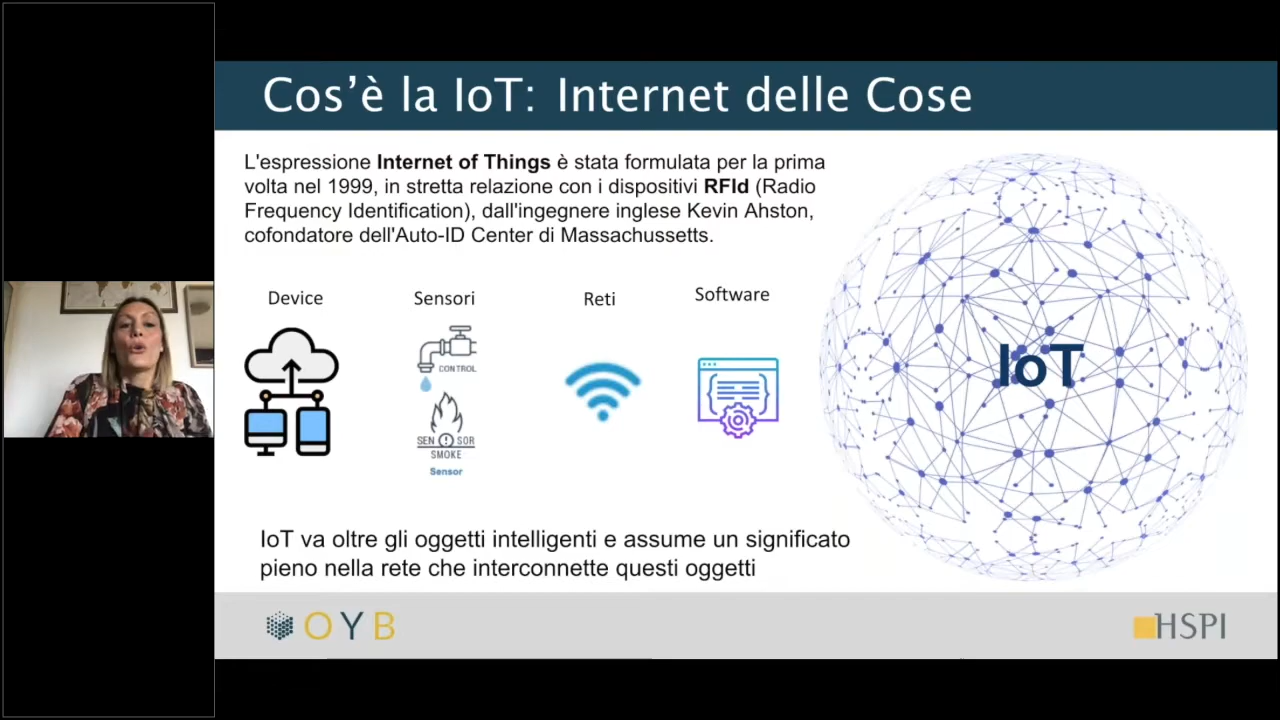 Cos'è la IoT: Internet delle Cose
L'espressione Internet of Things è stata formulata per la prima
volta nel 1999, in stretta relazione con i dispositivi RFId (Radio
Frequency Identification), dall'ingegnere inglese Kevin Ahston,
cofondatore dell'Auto-ID Center di Massachussetts.
Device
Sensori
Reti
Software
CONTROL
SEN SOR
SMOKE
Sensor
IoT
IoT va oltre gli oggetti intelligenti e assume un significato
pieno nella rete che interconnette questi oggetti
OYB
HSPI